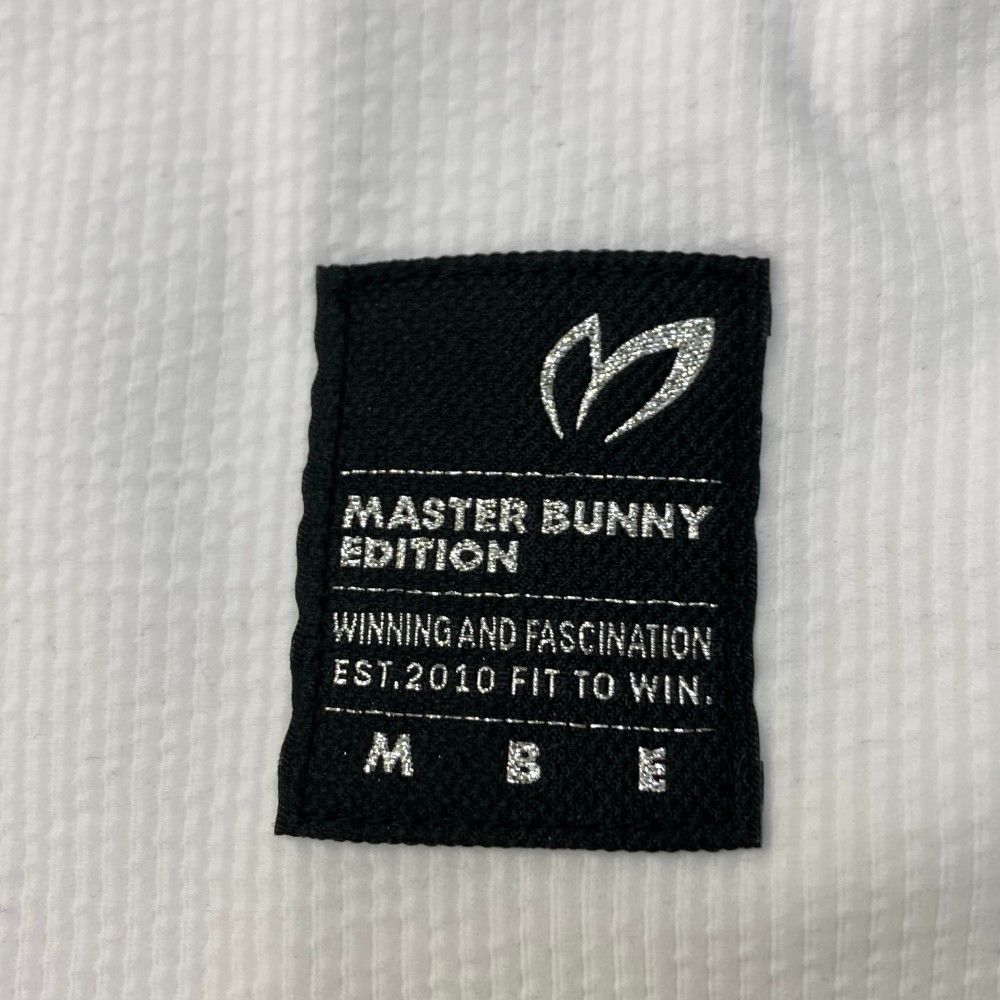 MASTER BUNNY
EDITION
WINNING AND FASCINATION
EST.2010 FIT TO WIN.
M B E